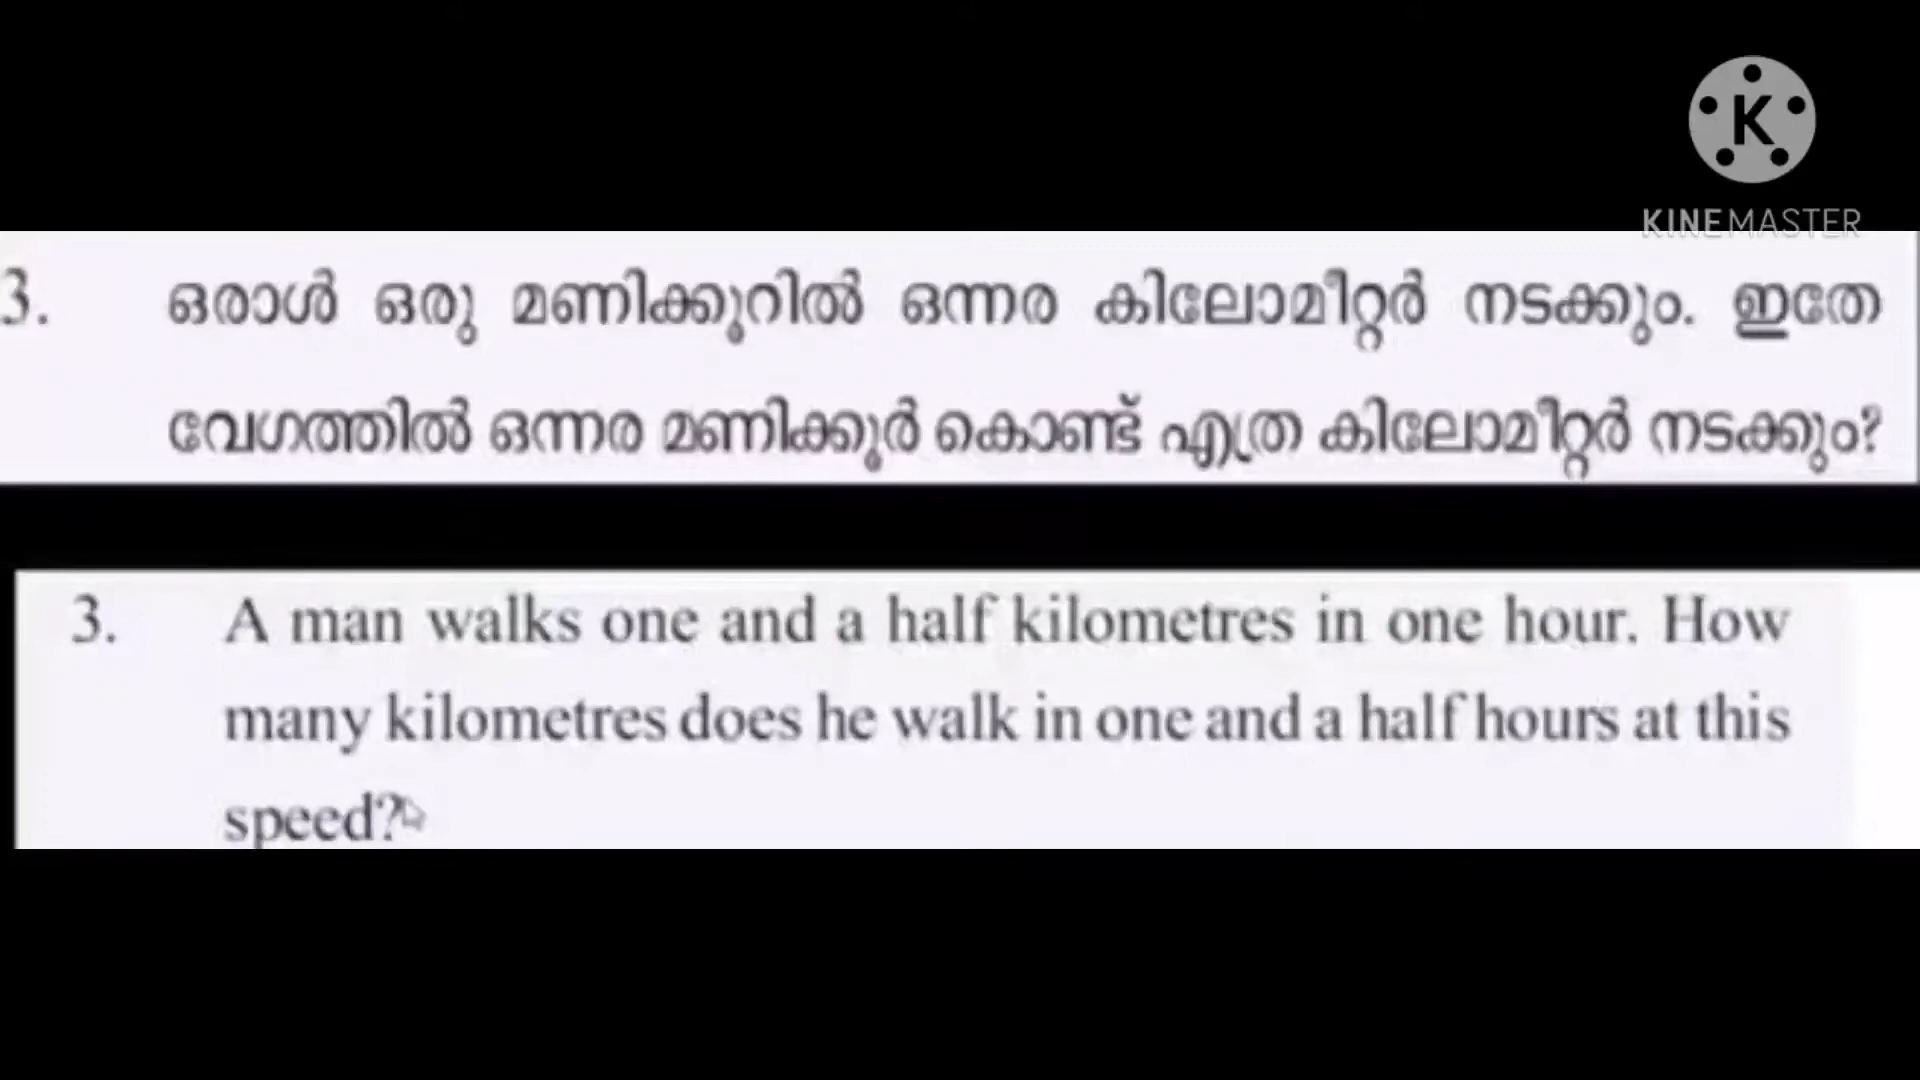 K
KINEMASTER
3. ഒരാൾ ഒരു മണിക്കൂറിൽ ഒന്നര കിലോമീറ്റർ നടക്കും. ഇതേ
വേഗത്തിൽ ഒന്നര മണിക്കൂർ കൊണ്ട് എത്ര കിലോമീറ്റർ നടക്കും?
3. A man walks one and a half kilometres in one hour. How
many kilometres does he walk in one and a half hours at this
speed?